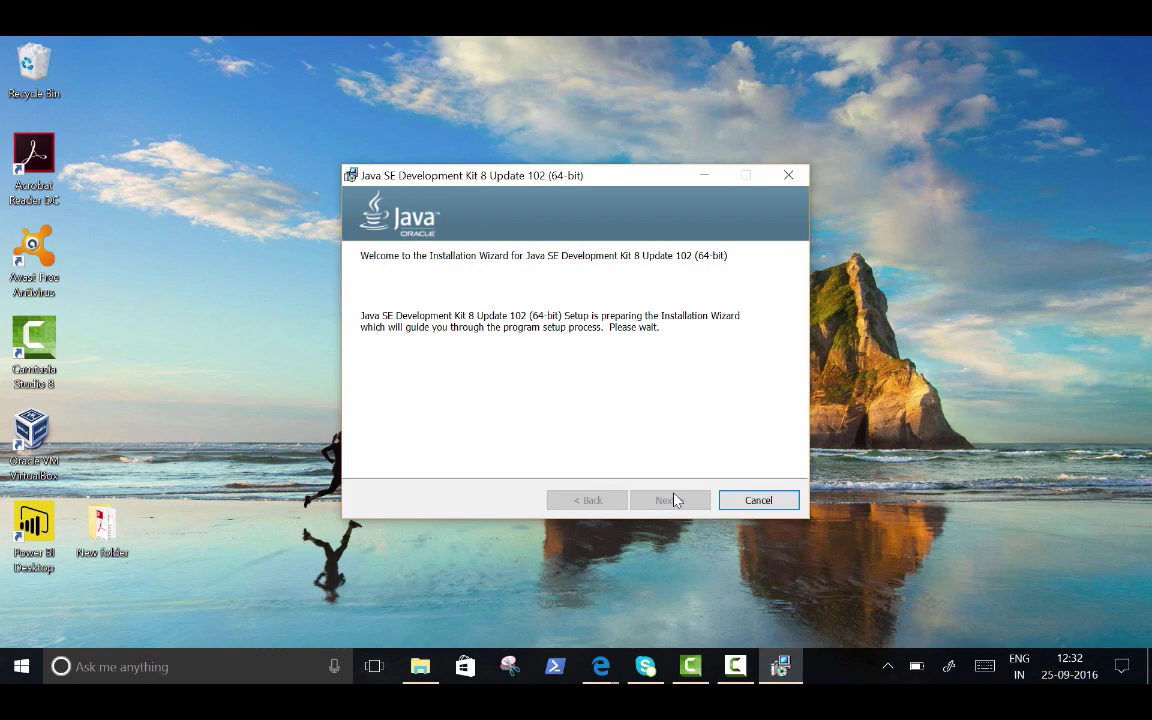 Recycle Bin
Acrobat
Reader DC
Avast Free
Antivirus
Camtasia
Studio 8
Oracle VM
VirtualBox
Power BI
Desktop
New folder
Java SE Development Kit 8 Update 102 (64-bit)
Java™
ORACLE
Welcome to the Installation Wizard for Java SE Development Kit 8 Update 102 (64-bit)
Java SE Development Kit 8 Update 102 (64-bit) Setup is preparing the Installation Wizard
which will guide you through the program setup process. Please wait.
< Back
Next
Cancel
Ask me anything
ENG
IN
12:32
25-09-2016